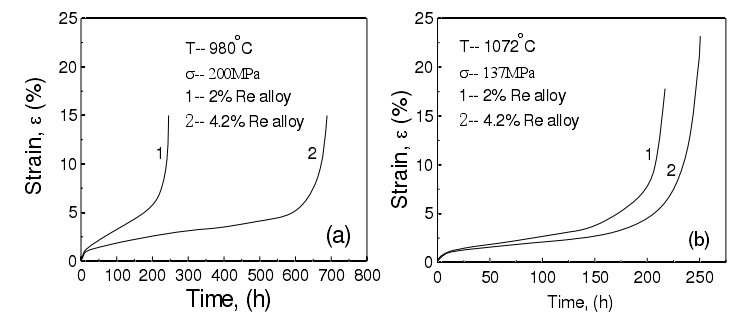 25
20
15
10
5
0
Strain, ε (%)
T-- 980°C
σ-- 200MPa
1-- 2% Re alloy
2-- 4.2% Re alloy
1
2
(a)
0 100 200 300 400 500 600 700 800
Time, (h)
25
20
15
10
5
0
Strain, ε (%)
T-- 1072°C
σ-- 137MPa
1-- 2% Re alloy
2-- 4.2% Re alloy
1
2
(b)
0 50 100 150 200 250
Time, (h)